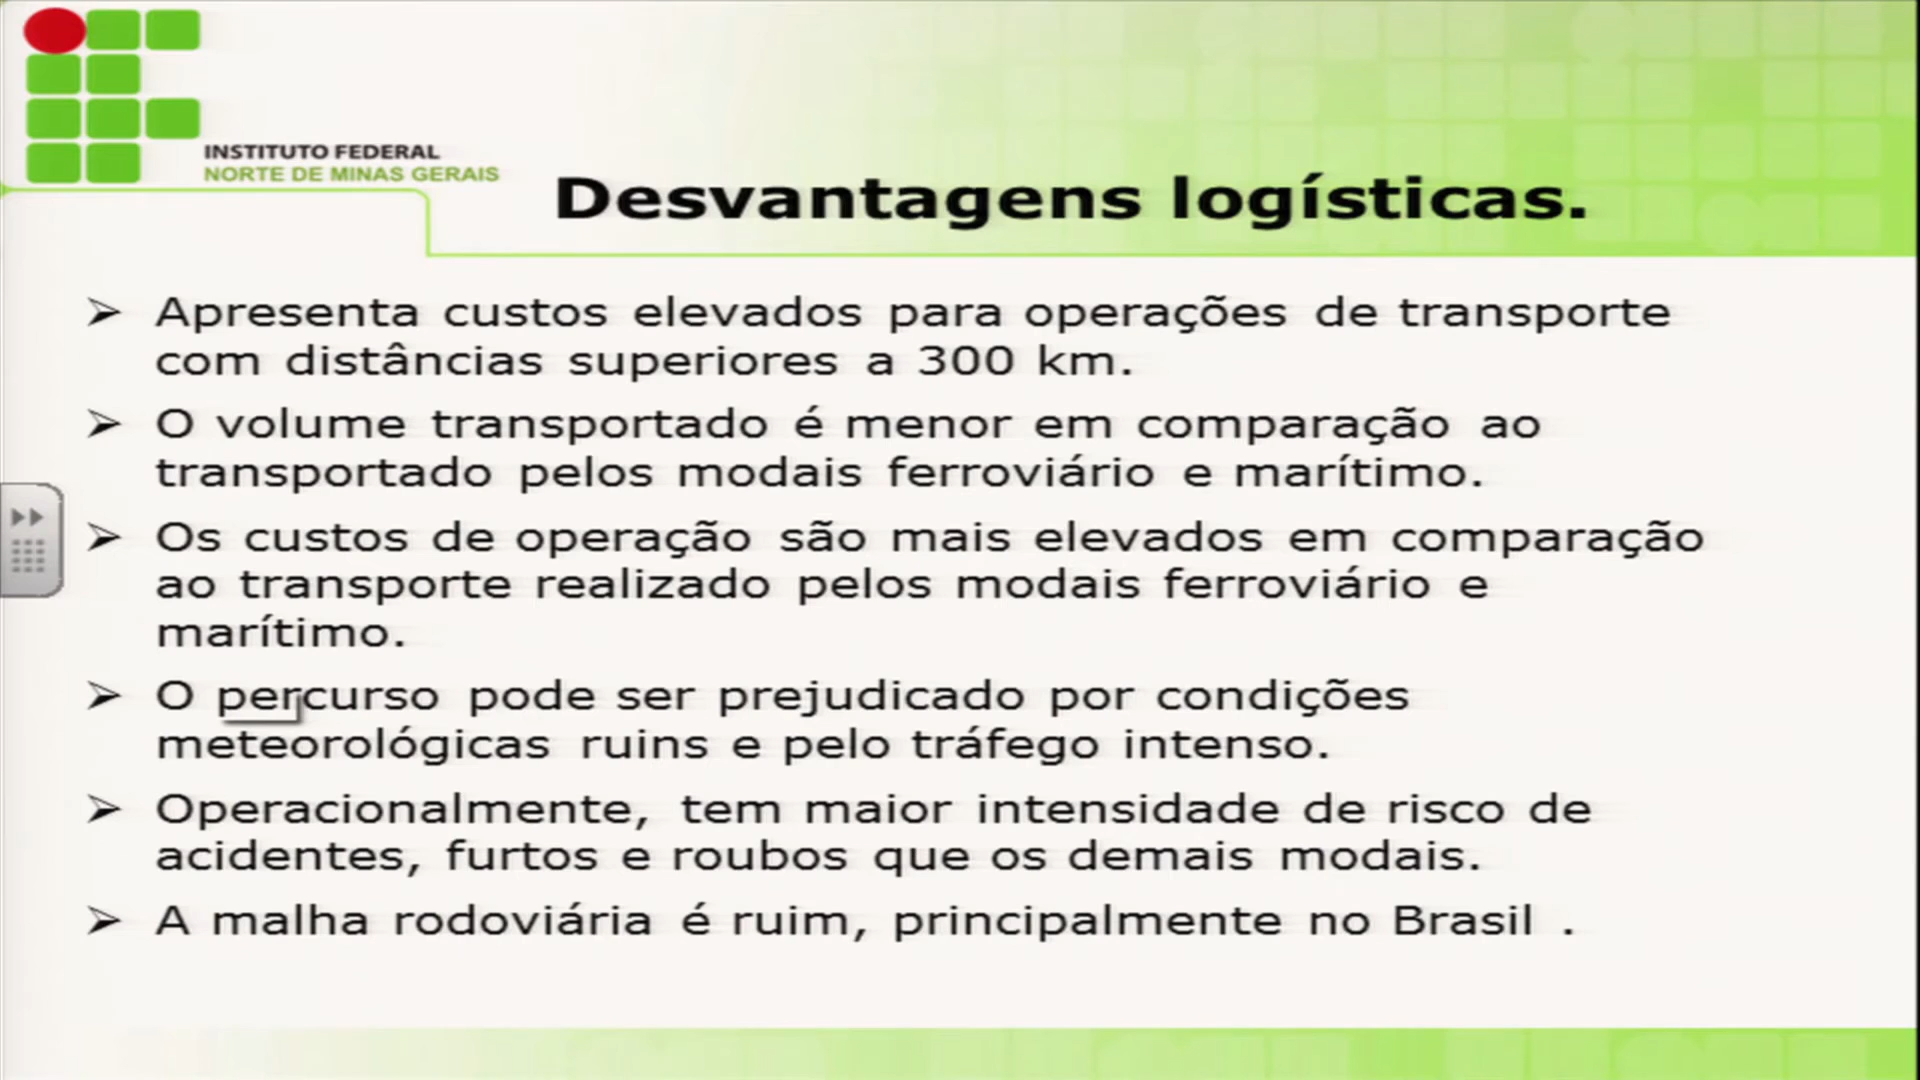 INSTITUTO FEDERAL
NORTE DE MINAS GERAIS
Desvantagens logísticas.
Apresenta custos elevados para operações de transporte
com distâncias superiores a 300 km.
O volume transportado é menor em comparação ao
transportado pelos modais ferroviário e marítimo.
Os custos de operação são mais elevados em comparação
ao transporte realizado pelos modais ferroviário e
marítimo.
O percurso pode ser prejudicado por condições
meteorológicas ruins e pelo tráfego intenso.
Operacionalmente, tem maior intensidade de risco de
acidentes, furtos e roubos que os demais modais.
A malha rodoviária é ruim, principalmente no Brasil .